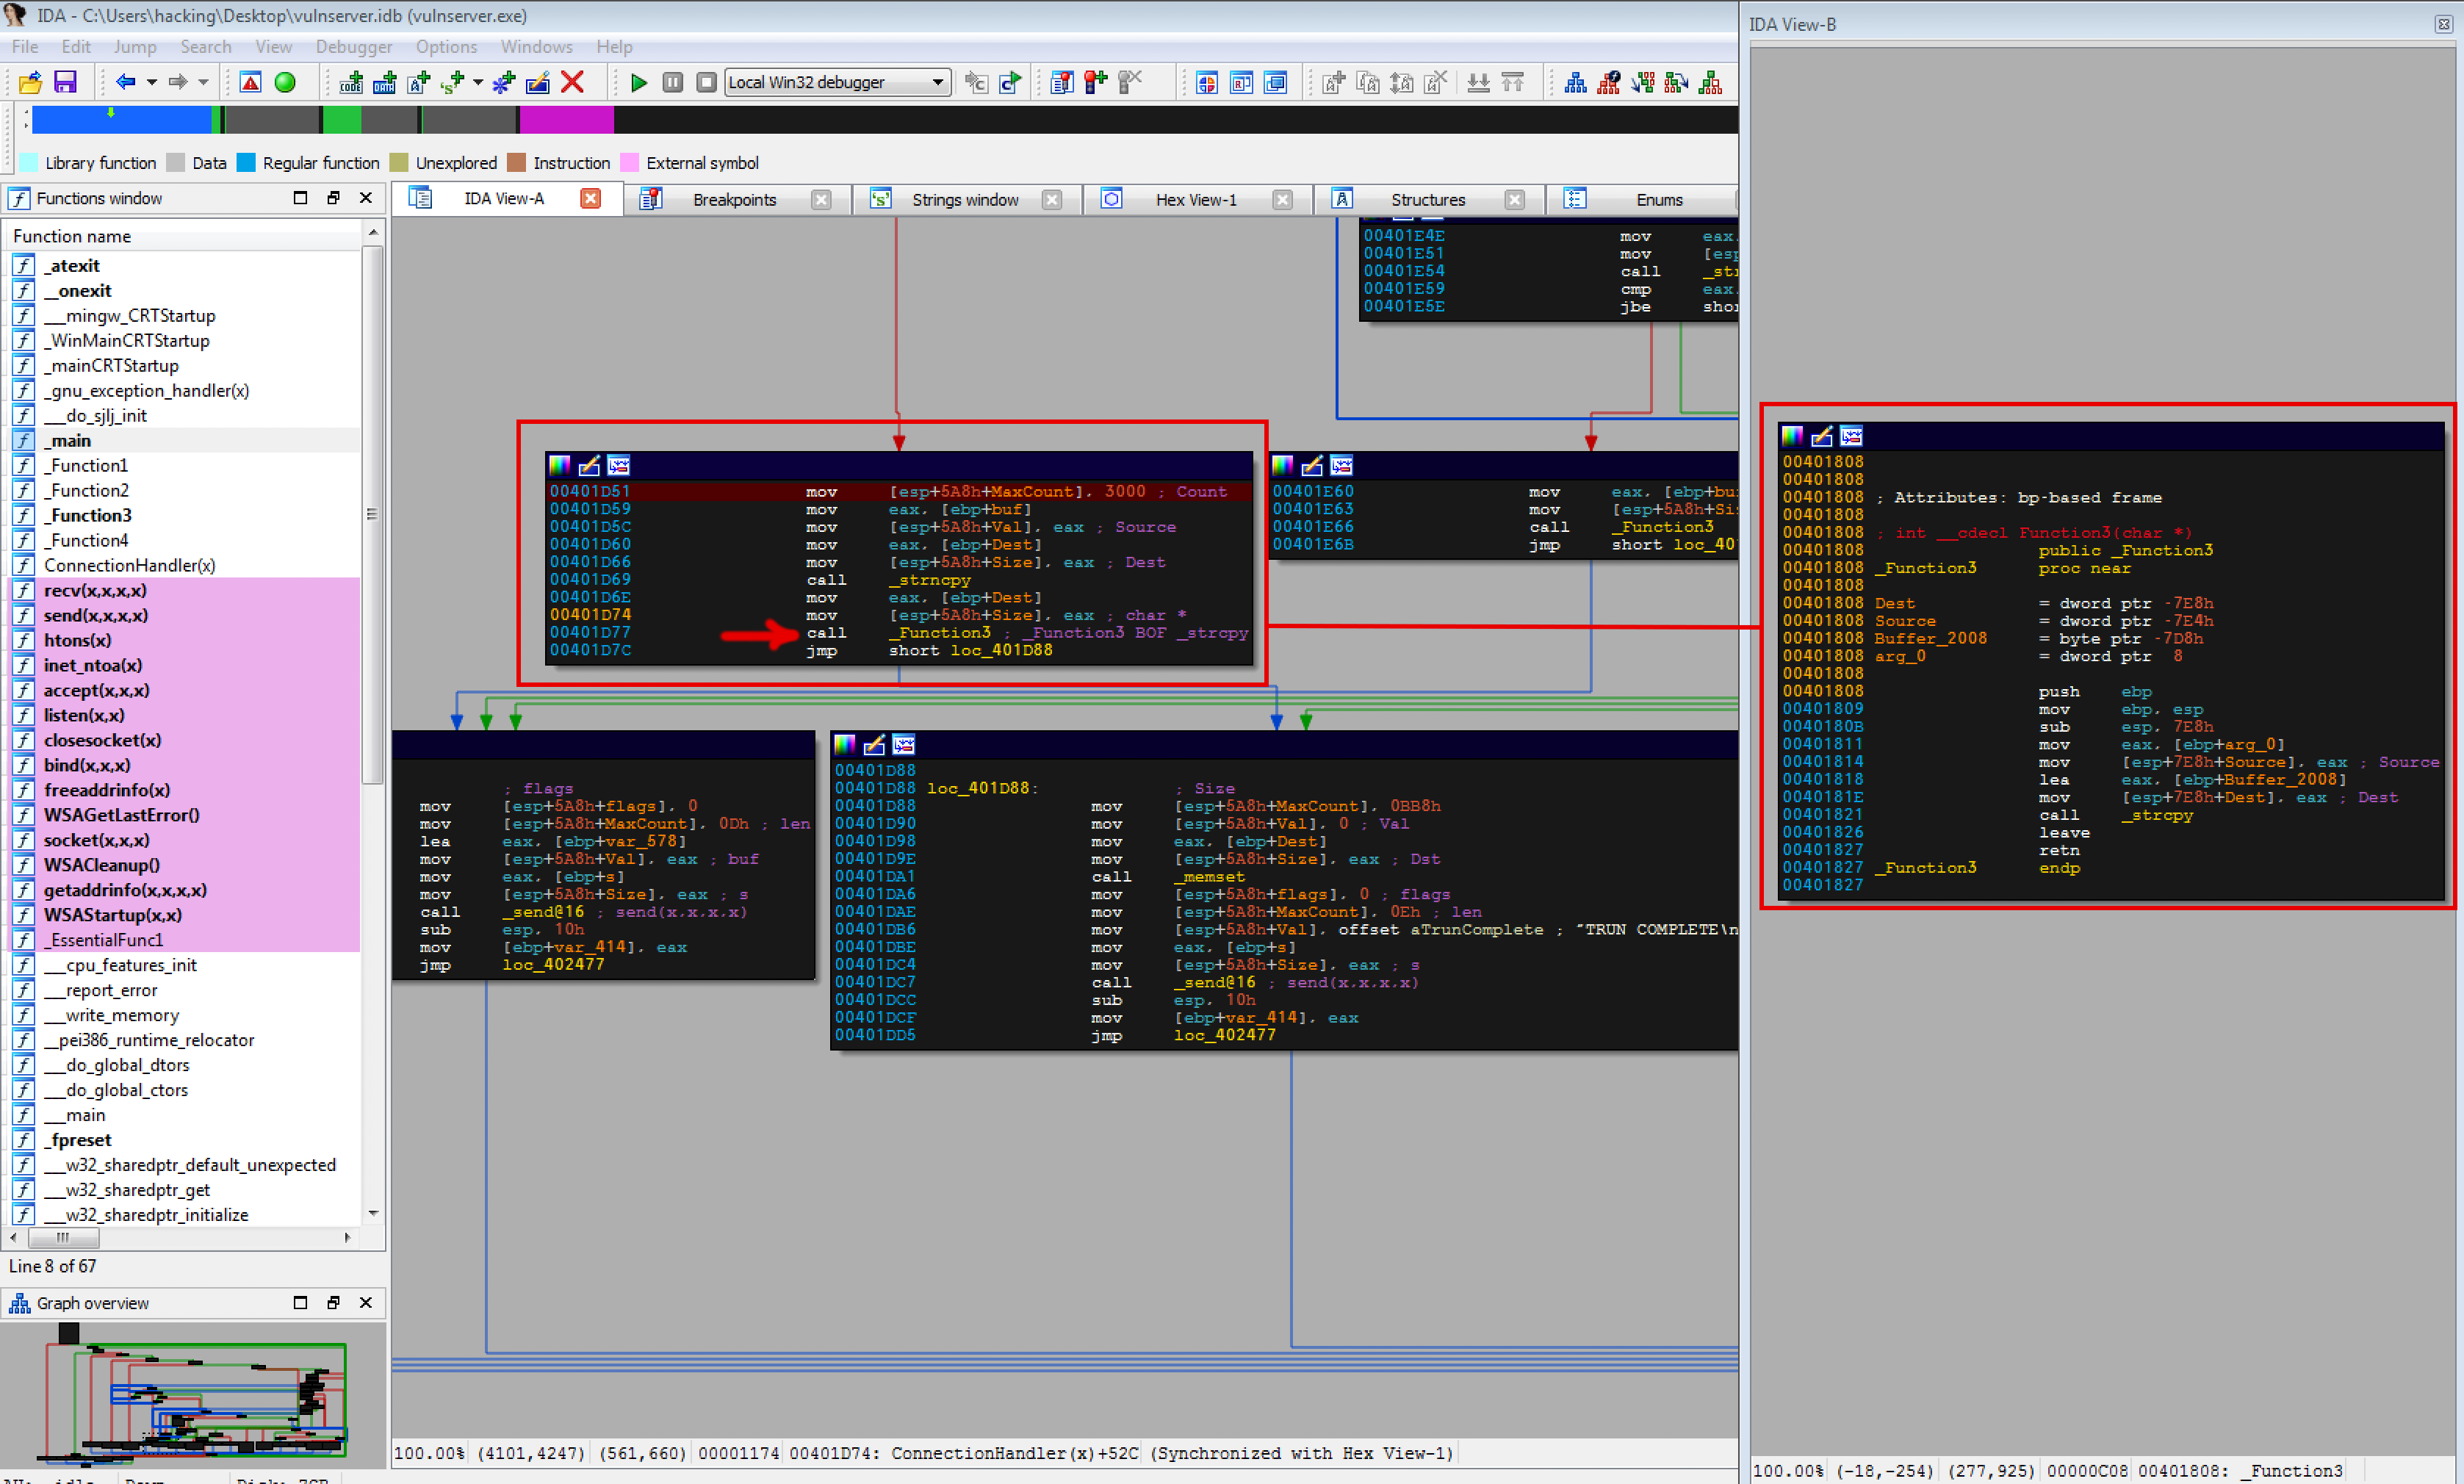 IDA - C:\Users\hacking\Desktop\vulnserver.idb (vulnserver.exe)
File Edit Jump Search View Debugger Options Windows Help
Local Win32 debugger
Library function Data Regular function Unexplored Instruction External symbol
Functions window
Function name
_atexit
__onexit
___mingw_CRTStartup
_WinMainCRTStartup
_mainCRTStartup
_gnu_exception_handler(x)
___do_sjlj_init
_main
_Function1
_Function2
_Function3
_Function4
ConnectionHandler(x)
recv(x,x,x,x)
send(x,x,x,x)
htons(x)
inet_ntoa(x)
accept(x,x,x)
listen(x,x)
closesocket(x)
bind(x,x,x)
freeaddrinfo(x)
WSAGetLastError()
socket(x,x,x)
WSACleanup()
getaddrinfo(x,x,x,x)
WSAStartup(x,x)
_EssentialFunc1
___cpu_features_init
___report_error
___write_memory
__pei386_runtime_relocator
___do_global_dtors
___do_global_ctors
___main
_fpreset
___w32_sharedptr_default_unexpected
___w32_sharedptr_get
___w32_sharedptr_initialize
Line 8 of 67
Graph overview
IDA View-A Breakpoints Strings window Hex View-1 Structures Enums
00401E4E mov eax,
00401E51 mov [esp
00401E54 call _st
00401E59 cmp eax,
00401E5E jbe shor
00401D51 mov [esp+5A8h+MaxCount], 3000 ; Count
00401D59 mov eax, [ebp+buf]
00401D5C mov [esp+5A8h+Val], eax ; Source
00401D60 mov eax, [ebp+Dest]
00401D66 mov [esp+5A8h+Size], eax ; Dest
00401D69 call _strncpy
00401D6E mov eax, [ebp+Dest]
00401D74 mov [esp+5A8h+Size], eax ; char *
00401D77 call _Function3 ; _Function3 BOF _strcpy
00401D7C jmp short loc_401D88
00401E60 mov eax, [ebp+bu
00401E63 mov [esp+5A8h+Si
00401E66 call _Function3
00401E6B jmp short loc_40
; flags
mov [esp+5A8h+flags], 0
mov [esp+5A8h+MaxCount], 0Dh ; len
lea eax, [ebp+var_578]
mov [esp+5A8h+Val], eax ; buf
mov eax, [ebp+s]
mov [esp+5A8h+Size], eax ; s
call _send@16 ; send(x,x,x,x)
sub esp, 10h
mov [ebp+var_414], eax
jmp loc_402477
00401D88
00401D88 loc_401D88: ; Size
00401D88 mov [esp+5A8h+MaxCount], 0BB8h
00401D90 mov [esp+5A8h+Val], 0 ; Val
00401D98 mov eax, [ebp+Dest]
00401D9E mov [esp+5A8h+Size], eax ; Dst
00401DA1 call _memset
00401DA6 mov [esp+5A8h+flags], 0 ; flags
00401DAE mov [esp+5A8h+MaxCount], 0Eh ; len
00401DB6 mov [esp+5A8h+Val], offset aTrunComplete ; "TRUN COMPLETE\n
00401DBE mov eax, [ebp+s]
00401DC4 mov [esp+5A8h+Size], eax ; s
00401DC7 call _send@16 ; send(x,x,x,x)
00401DCC sub esp, 10h
00401DCF mov [ebp+var_414], eax
00401DD5 jmp loc_402477
100.00% (4101,4247) (561,660) 00001174 00401D74: ConnectionHandler(x)+52C (Synchronized with Hex View-1)
IDA View-B
00401808
00401808
00401808 ; Attributes: bp-based frame
00401808
00401808 ; int __cdecl Function3(char *)
00401808 public _Function3
00401808 _Function3 proc near
00401808
00401808 Dest = dword ptr -7E8h
00401808 Source = dword ptr -7E4h
00401808 Buffer_2008 = byte ptr -7D8h
00401808 arg_0 = dword ptr 8
00401808
00401808 push ebp
00401809 mov ebp, esp
0040180B sub esp, 7E8h
00401811 mov eax, [ebp+arg_0]
00401814 mov [esp+7E8h+Source], eax ; Source
00401818 lea eax, [ebp+Buffer_2008]
0040181E mov [esp+7E8h+Dest], eax ; Dest
00401821 call _strcpy
00401826 leave
00401827 retn
00401827 _Function3 endp
00401827
100.00% (-18,-254) (277,925) 00000C08 00401808: _Function3